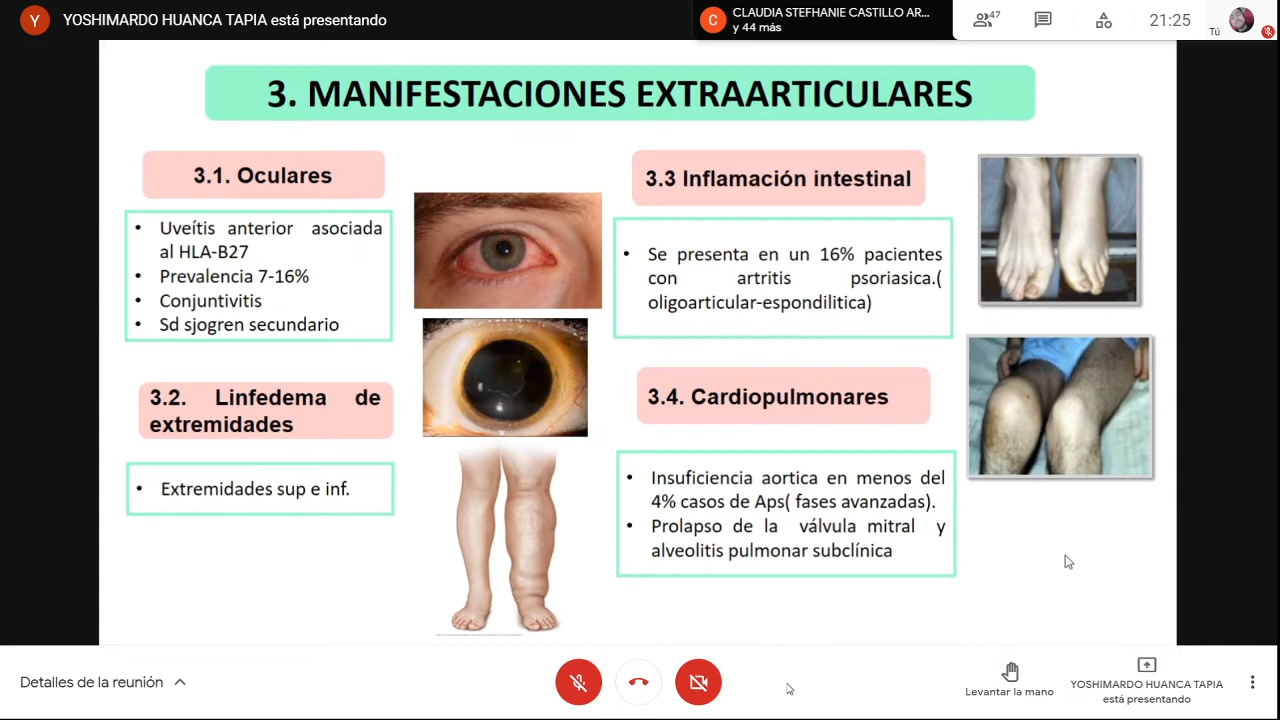 Y YOSHIMARDO HUANCA TAPIA está presentando
C CLAUDIA STEFHANIE CASTILLO AR...
y 44 más
47
21:25
Tú
3. MANIFESTACIONES EXTRAARTICULARES
3.1. Oculares
• Uveítis anterior asociada
al HLA-B27
• Prevalencia 7-16%
• Conjuntivitis
• Sd sjogren secundario
3.2. Linfedema de
extremidades
• Extremidades sup e inf.
3.3 Inflamación intestinal
• Se presenta en un 16% pacientes
con artritis psoriasica.(
oligoarticular-espondilitica)
3.4. Cardiopulmonares
• Insuficiencia aortica en menos del
4% casos de Aps( fases avanzadas).
• Prolapso de la válvula mitral y
alveolitis pulmonar subclínica
Detalles de la reunión
Levantar la mano
YOSHIMARDO HUANCA TAPIA
está presentando